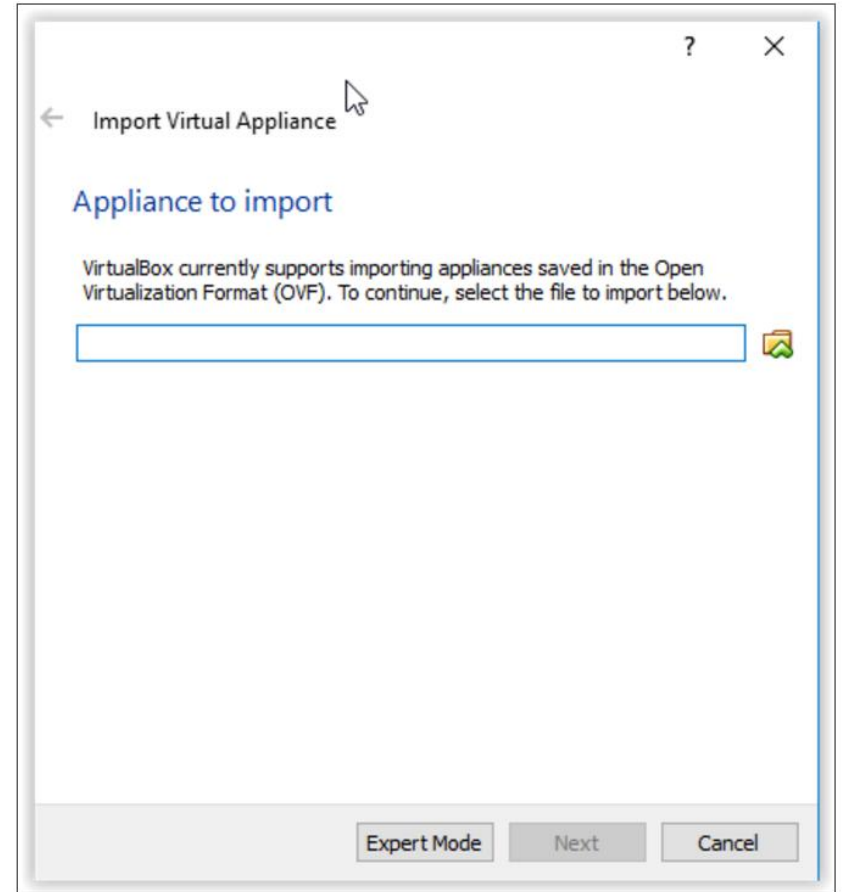 ?
Import Virtual Appliance
Appliance to import
VirtualBox currently supports importing appliances saved in the Open
Virtualization Format (OVF). To continue, select the file to import below.
Expert Mode Next Cancel